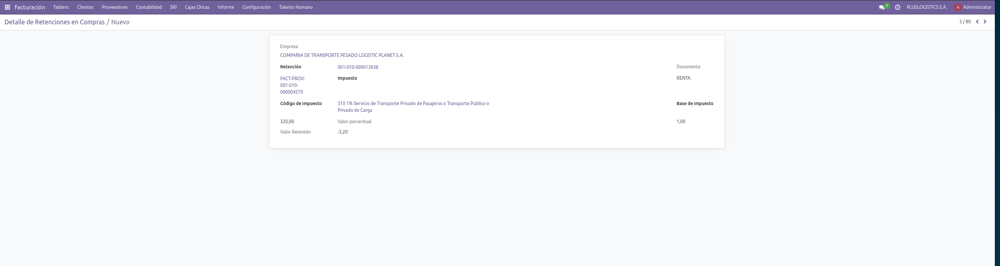 Facturación Tablero Clientes Proveedores Contabilidad SRI Cajas Chicas Informe Configuración Talento Humano 5 PLUSLOGISTICS S.A. A Administrator
Detalle de Retenciones en Compras / Nuevo 3 / 80
Empresa
COMPAÑIA DE TRANSPORTE PESADO LOGISTIC PLANET S.A.
Retención 001-010-000013838 Documento
FACT-PROV: Impuesto RENTA
001-010-
000004279
Código de Impuesto 310 1% Servicio de Transporte Privado de Pasajeros o Transporte Publico o Base de Impuesto
Privado de Carga
320,00 Valor porcentual 1,00
Valor Retenido -3,20